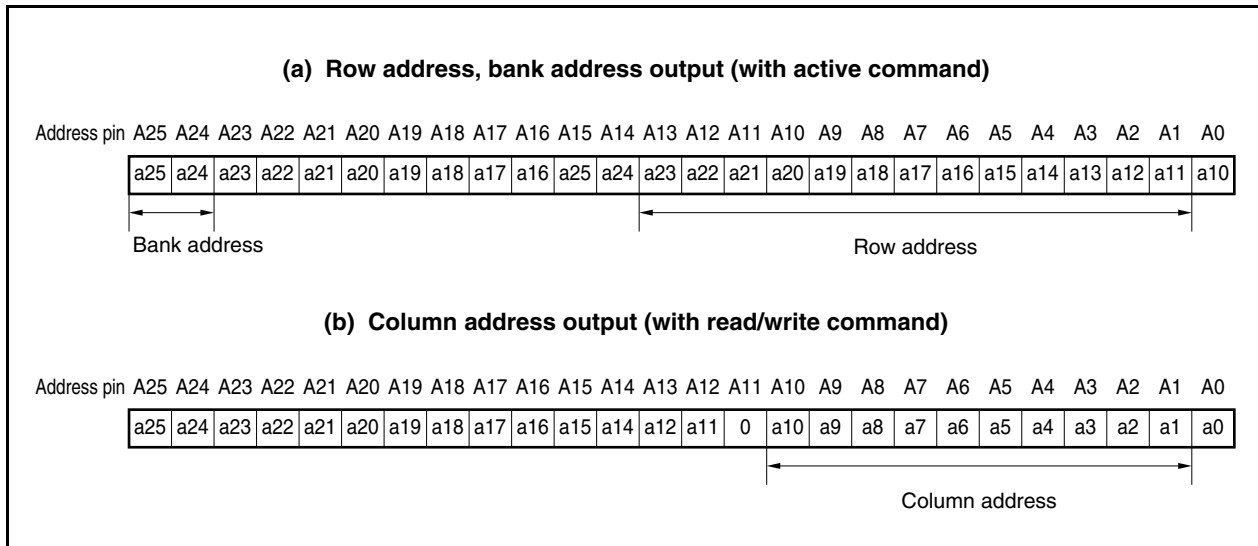 (a) Row address, bank address output (with active command)
Address pin A25 A24 A23 A22 A21 A20 A19 A18 A17 A16 A15 A14 A13 A12 A11 A10 A9 A8 A7 A6 A5 A4 A3 A2 A1 A0
a25 a24 a23 a22 a21 a20 a19 a18 a17 a16 a25 a24 a23 a22 a21 a20 a19 a18 a17 a16 a15 a14 a13 a12 a11 a10
Bank address Row address
(b) Column address output (with read/write command)
Address pin A25 A24 A23 A22 A21 A20 A19 A18 A17 A16 A15 A14 A13 A12 A11 A10 A9 A8 A7 A6 A5 A4 A3 A2 A1 A0
a25 a24 a23 a22 a21 a20 a19 a18 a17 a16 a15 a14 a12 a11 0 a10 a9 a8 a7 a6 a5 a4 a3 a2 a1 a0
Column address